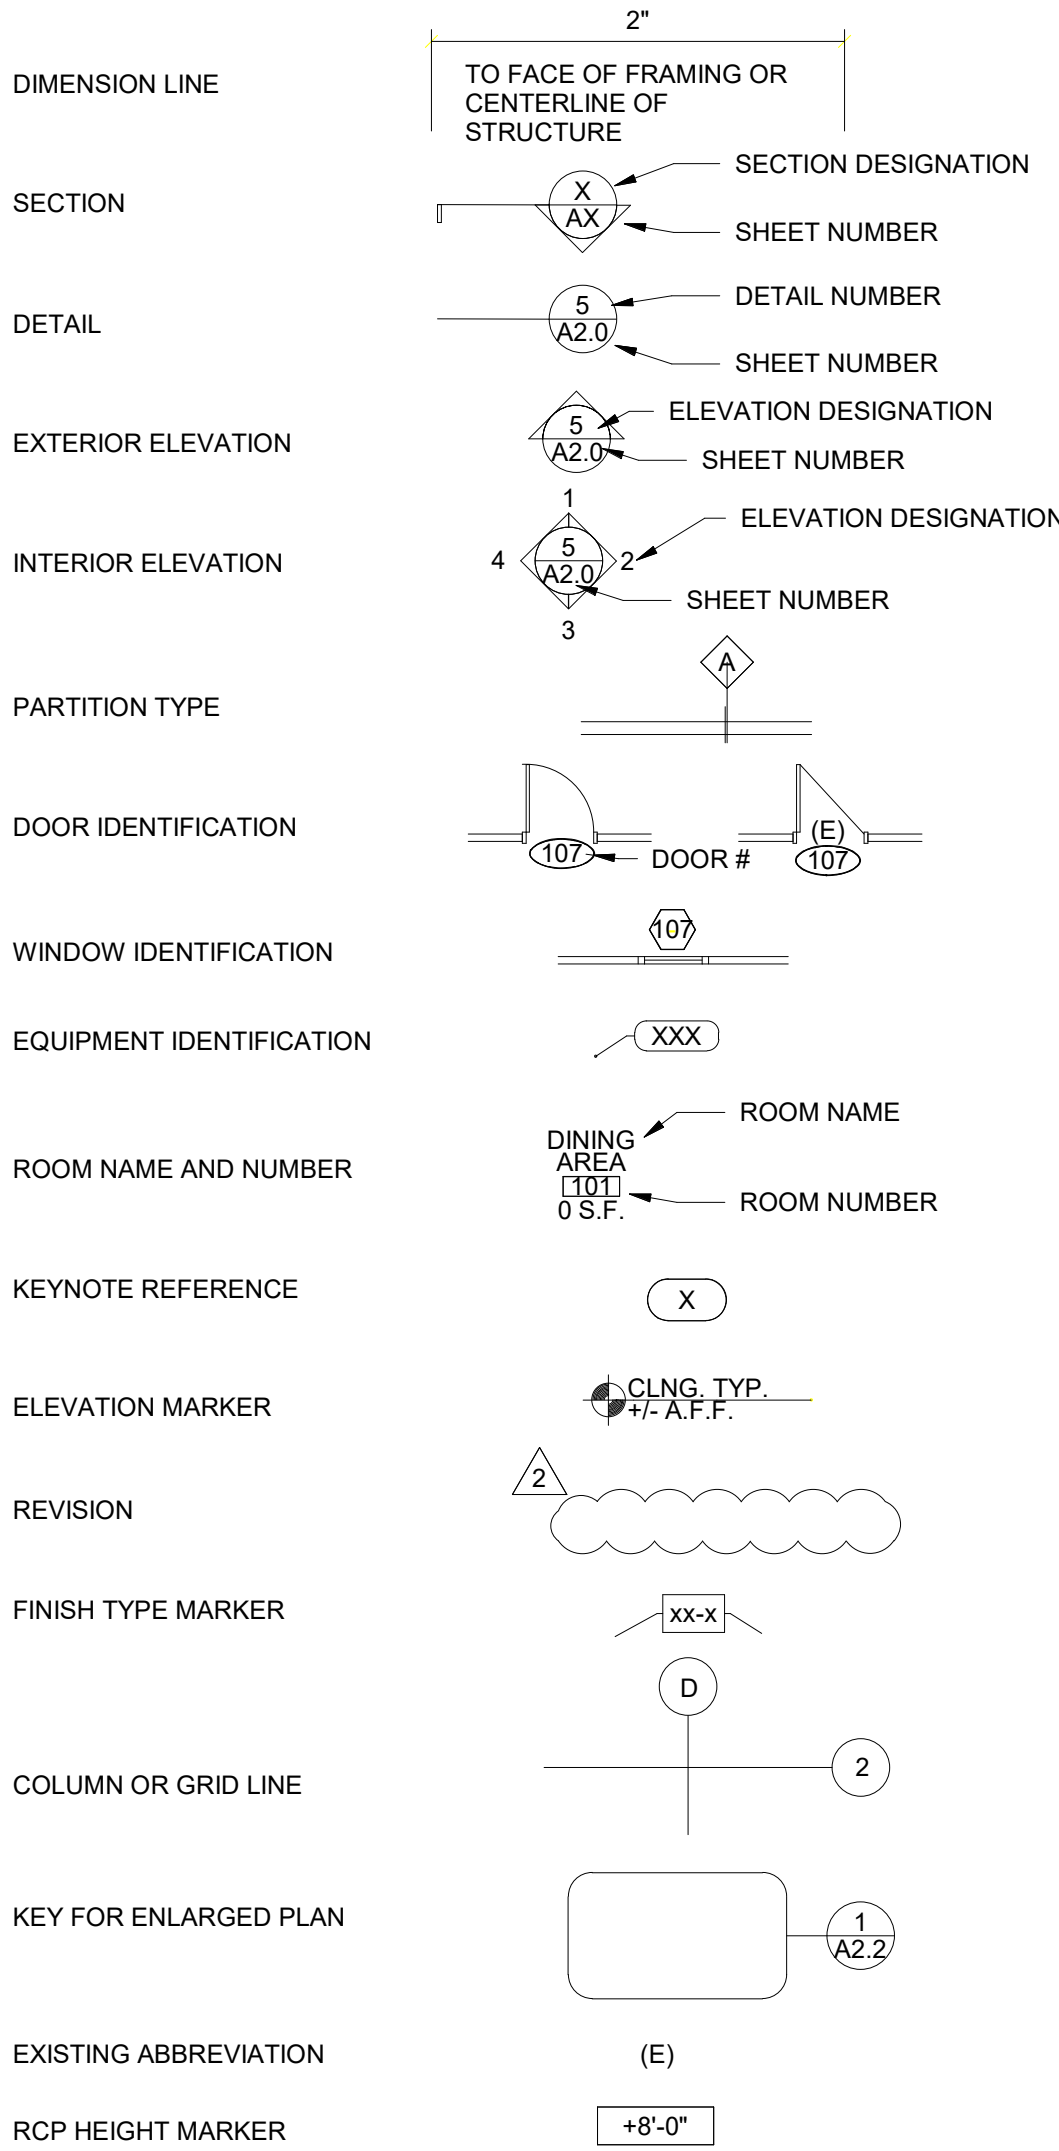 2"
DIMENSION LINE
TO FACE OF FRAMING OR
CENTERLINE OF
STRUCTURE
SECTION
X
AX
SECTION DESIGNATION
SHEET NUMBER
DETAIL
5
A2.0
DETAIL NUMBER
SHEET NUMBER
EXTERIOR ELEVATION
5
A2.0
ELEVATION DESIGNATION
SHEET NUMBER
INTERIOR ELEVATION
1
4
5
A2.0
2
3
ELEVATION DESIGNATION
SHEET NUMBER
PARTITION TYPE
A
DOOR IDENTIFICATION
107
DOOR #
(E)
107
WINDOW IDENTIFICATION
107
EQUIPMENT IDENTIFICATION
XXX
ROOM NAME AND NUMBER
DINING
AREA
101
0 S.F.
ROOM NAME
ROOM NUMBER
KEYNOTE REFERENCE
X
ELEVATION MARKER
CLNG. TYP.
+/- A.F.F.
REVISION
2
FINISH TYPE MARKER
xx-x
COLUMN OR GRID LINE
D
2
KEY FOR ENLARGED PLAN
1
A2.2
EXISTING ABBREVIATION
(E)
RCP HEIGHT MARKER
+8'-0"